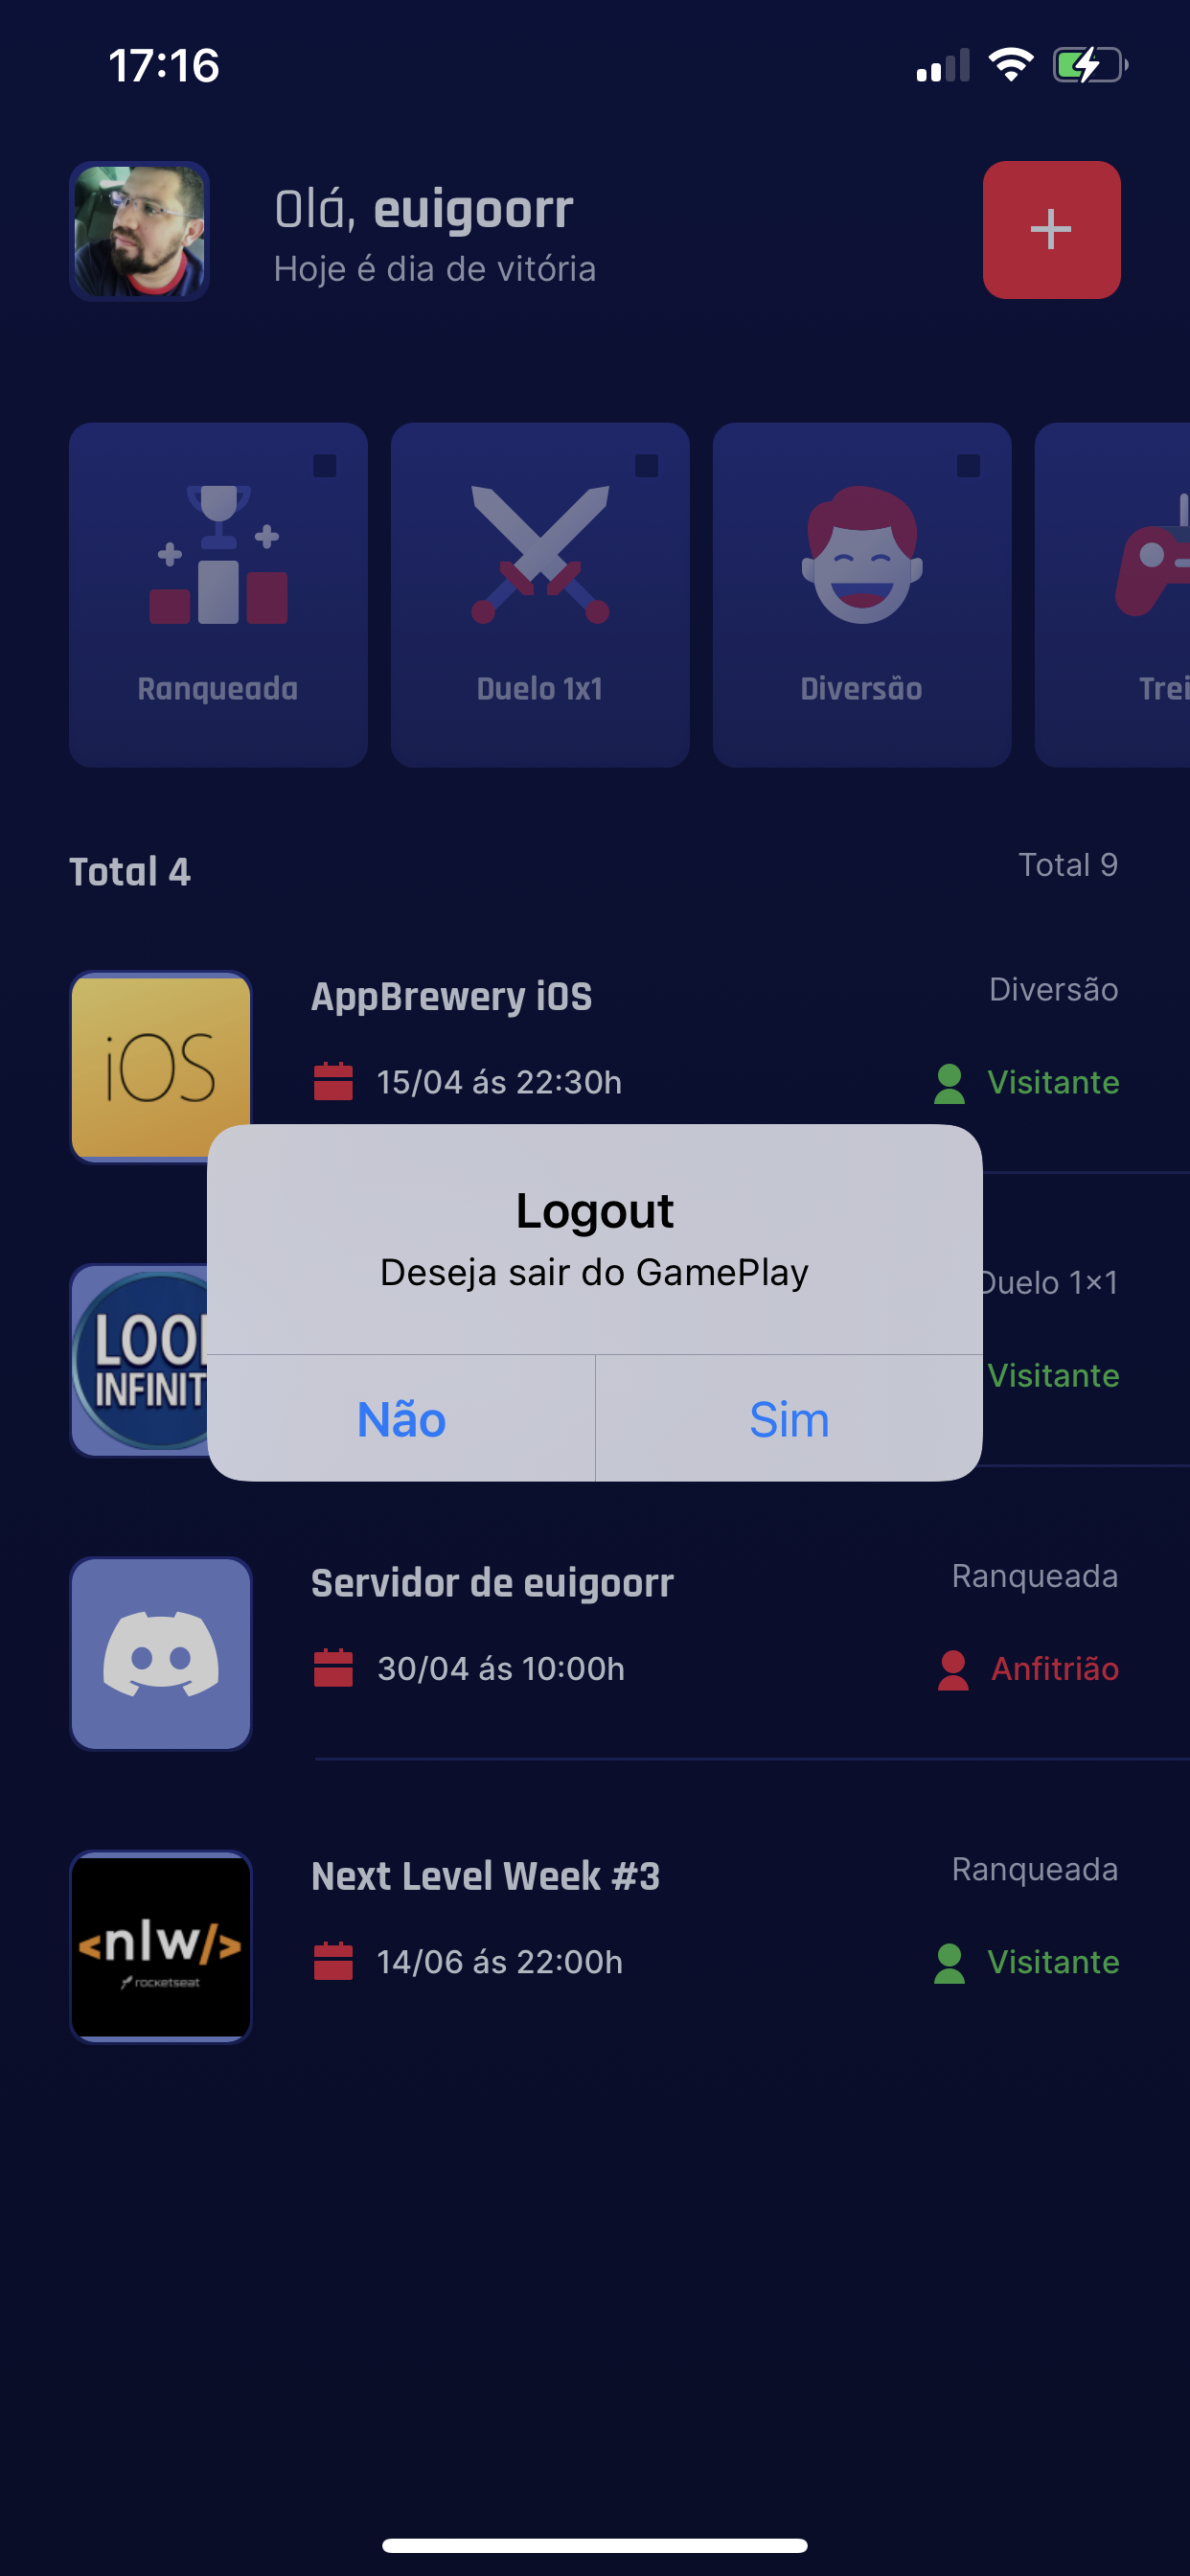 17:16
Olá, euigoorr
Hoje é dia de vitória
Ranqueada
Duelo 1x1
Diversão
Trei
Total 4
Total 9
iOS
AppBrewery iOS
Diversão
15/04 ás 22:30h
Visitante
Logout
Deseja sair do GamePlay
Não
Sim
LOO
INFINIT
Duelo 1x1
Visitante
Servidor de euigoorr
Ranqueada
30/04 ás 10:00h
Anfitrião
<nlw/>
rocketseat
Next Level Week #3
Ranqueada
14/06 ás 22:00h
Visitante